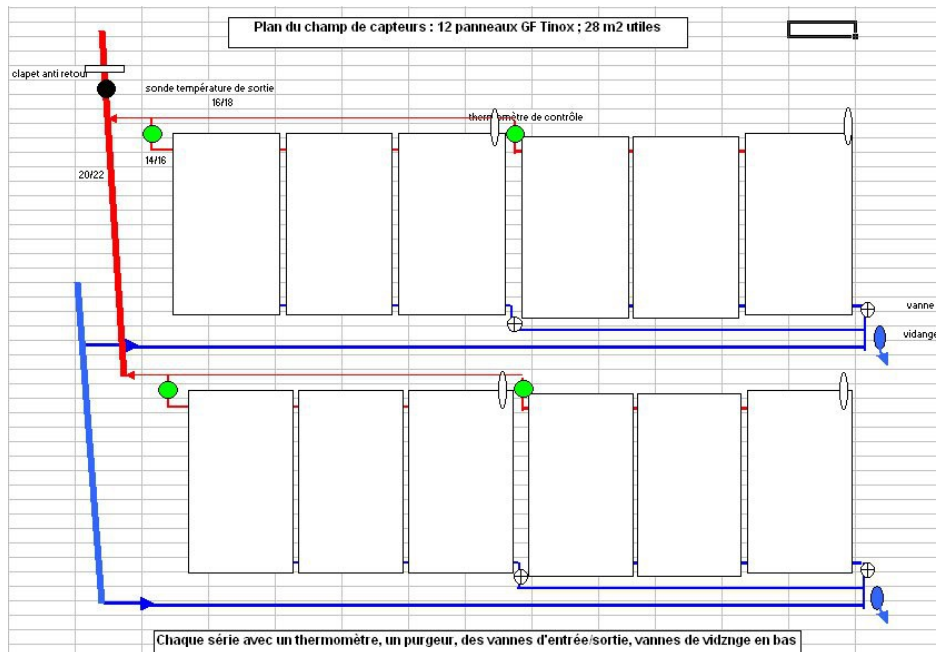 Plan du champ de capteurs : 12 panneaux GF Tinox ; 28 m2 utiles
clapet anti retour
sonde température de sortie
16/18
thermomètre de contrôle
14/16
20/22
vanne
vidange
Chaque série avec un thermomètre, un purgeur, des vannes d'entrée/sortie, vannes de vidznge en bas